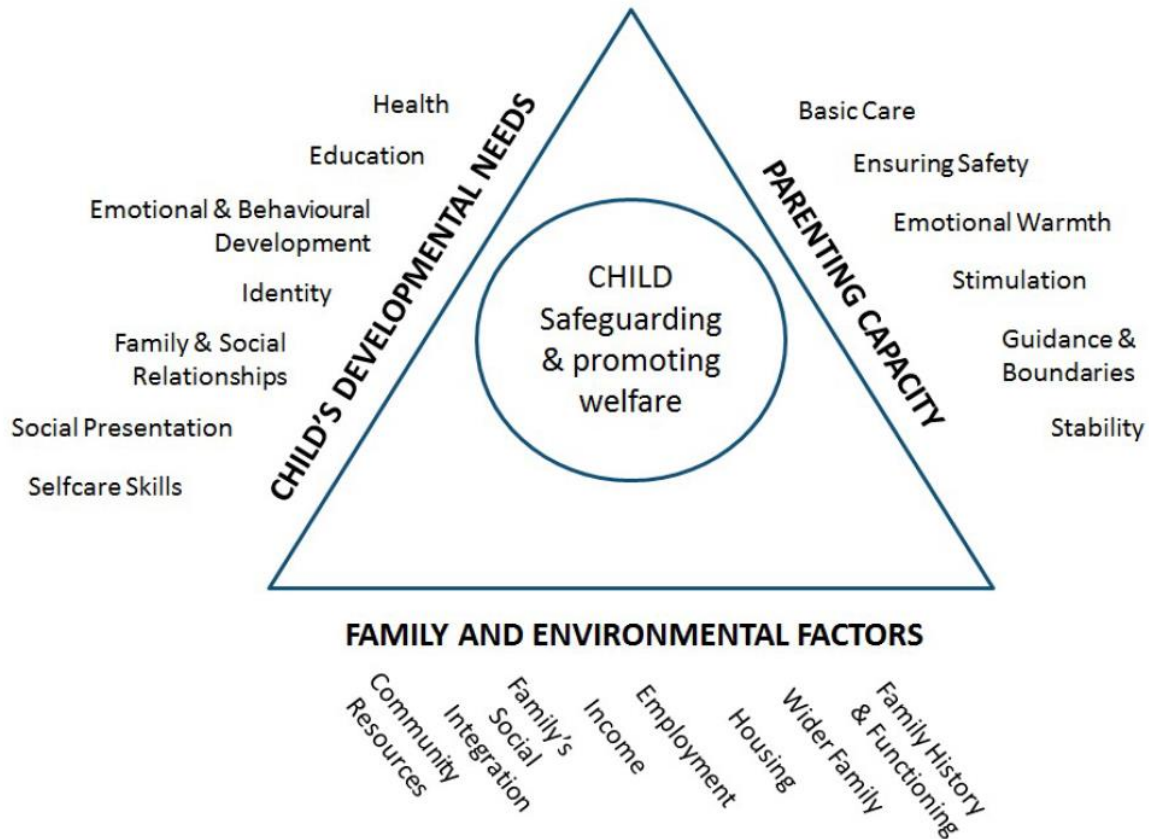 Health
Education
Emotional & Behavioural
Development
Identity
Family & Social
Relationships
Social Presentation
Selfcare Skills
CHILD'S DEVELOPMENTAL NEEDS
CHILD
Safeguarding
& promoting
welfare
PARENTING CAPACITY
Basic Care
Ensuring Safety
Emotional Warmth
Stimulation
Guidance &
Boundaries
Stability
FAMILY AND ENVIRONMENTAL FACTORS
Community
Resources
Family's
Social
Integration
Income
Employment
Housing
Wider Family
Family History
& Functioning